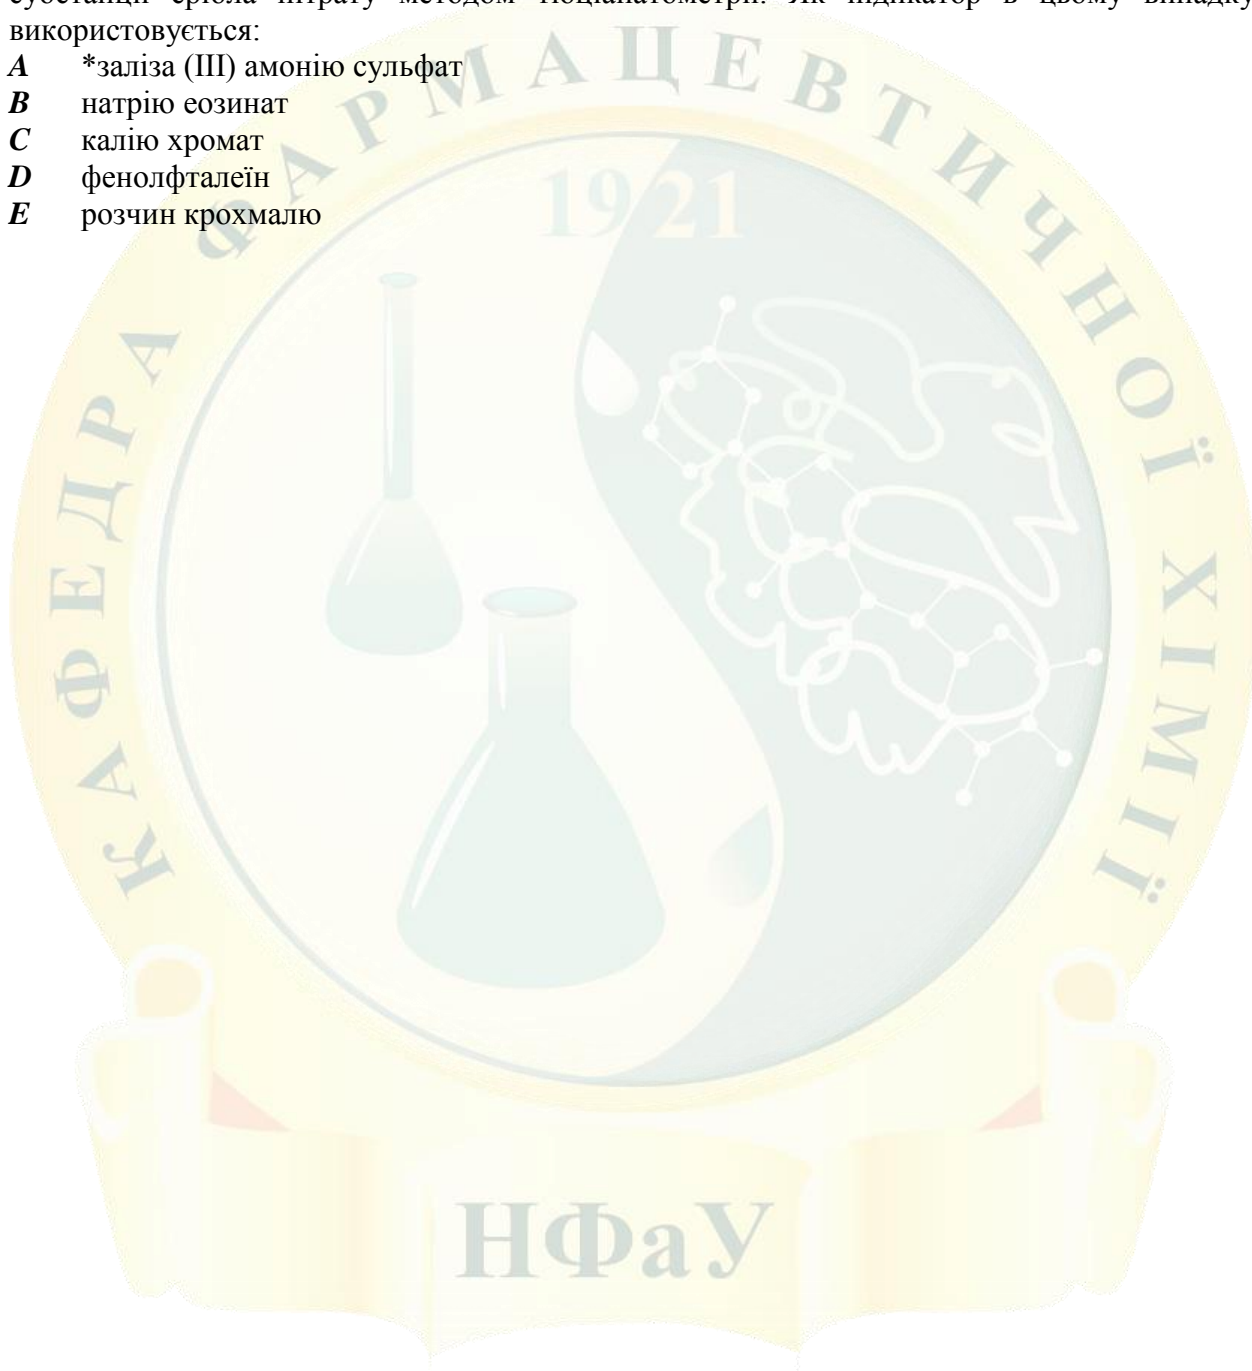 субстанції срібла нітрату методом тіоціанатометрії. Як індикатор в цьому випадку
використовується:
A *заліза (III) амонію сульфат
B натрію еозинат
C калію хромат
D фенолфталеїн
E розчин крохмалю
КАФЕДРА ФАРМАЦЕВТИЧНОЇ ХІМІЇ
1921
НФаУ